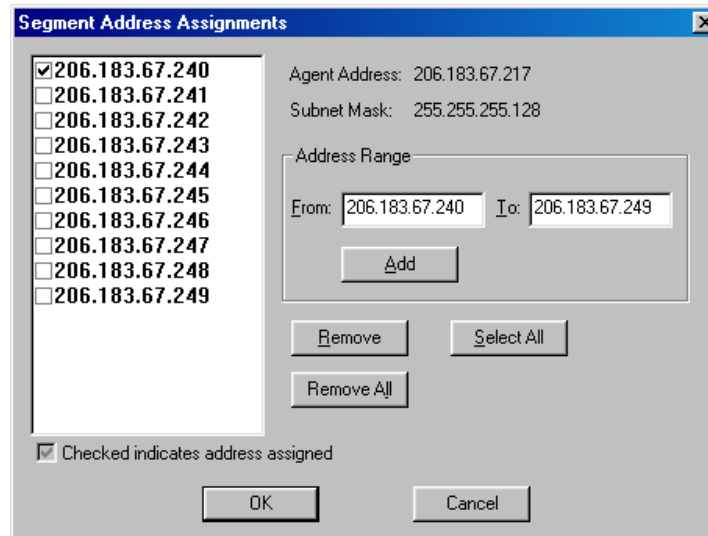 Segment Address Assignments
206.183.67.240
206.183.67.241
206.183.67.242
206.183.67.243
206.183.67.244
206.183.67.245
206.183.67.246
206.183.67.247
206.183.67.248
206.183.67.249
Agent Address: 206.183.67.217
Subnet Mask: 255.255.255.128
Address Range
From: 206.183.67.240 To: 206.183.67.249
Add
Remove Select All
Remove All
Checked indicates address assigned
OK Cancel